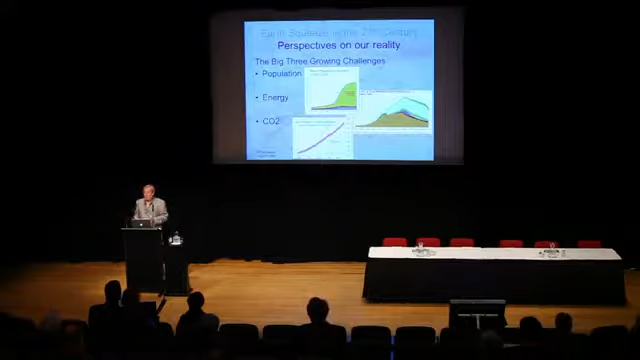 Earth Squeeze in the 21st Century
Perspectives on our reality
The Big Three Growing Challenges
• Population
• Energy
• CO2